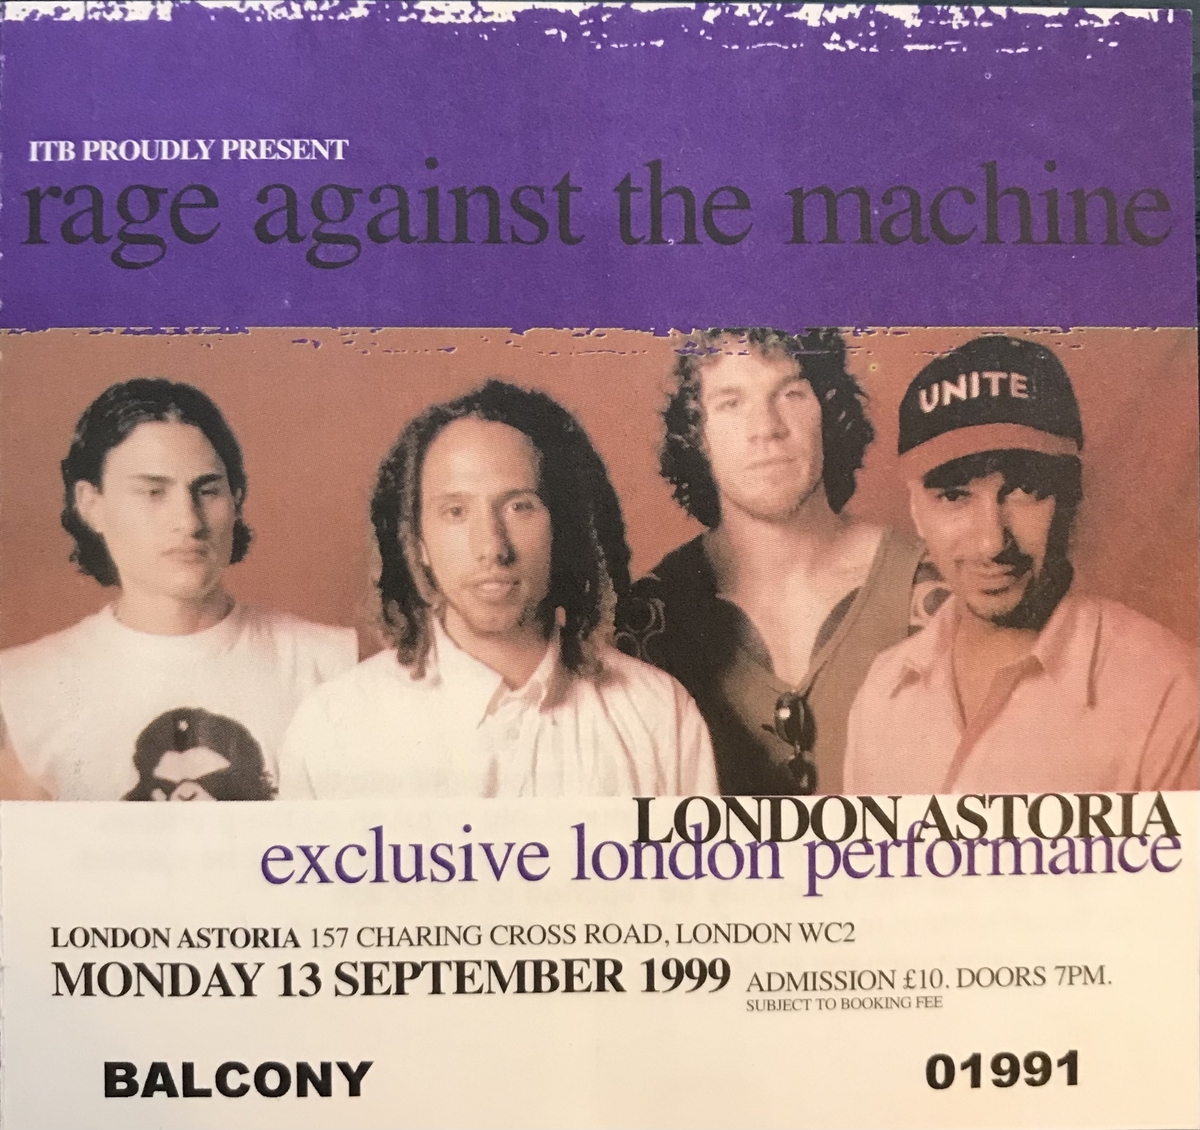 ITB PROUDLY PRESENT
rage against the machine
UNITE
LONDON ASTORIA
exclusive london performance
LONDON ASTORIA 157 CHARING CROSS ROAD, LONDON WC2
MONDAY 13 SEPTEMBER 1999 ADMISSION £10. DOORS 7PM.
SUBJECT TO BOOKING FEE
BALCONY 01991